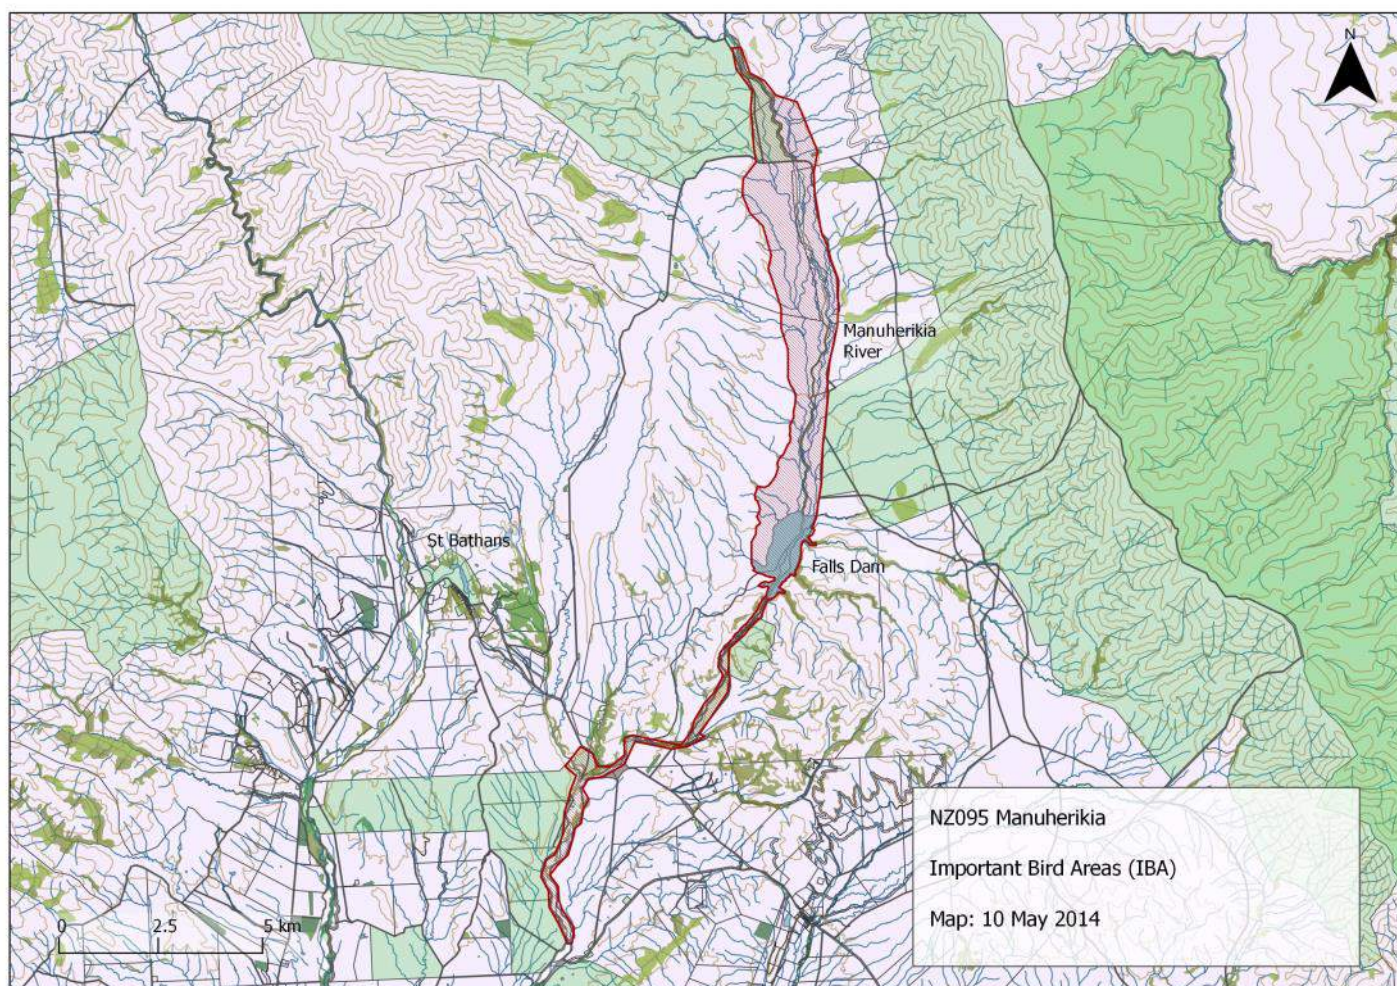 N
Manuherikia
River
St Bathans
Falls Dam
NZ095 Manuherikia
Important Bird Areas (IBA)
Map: 10 May 2014
0 2.5 5 km